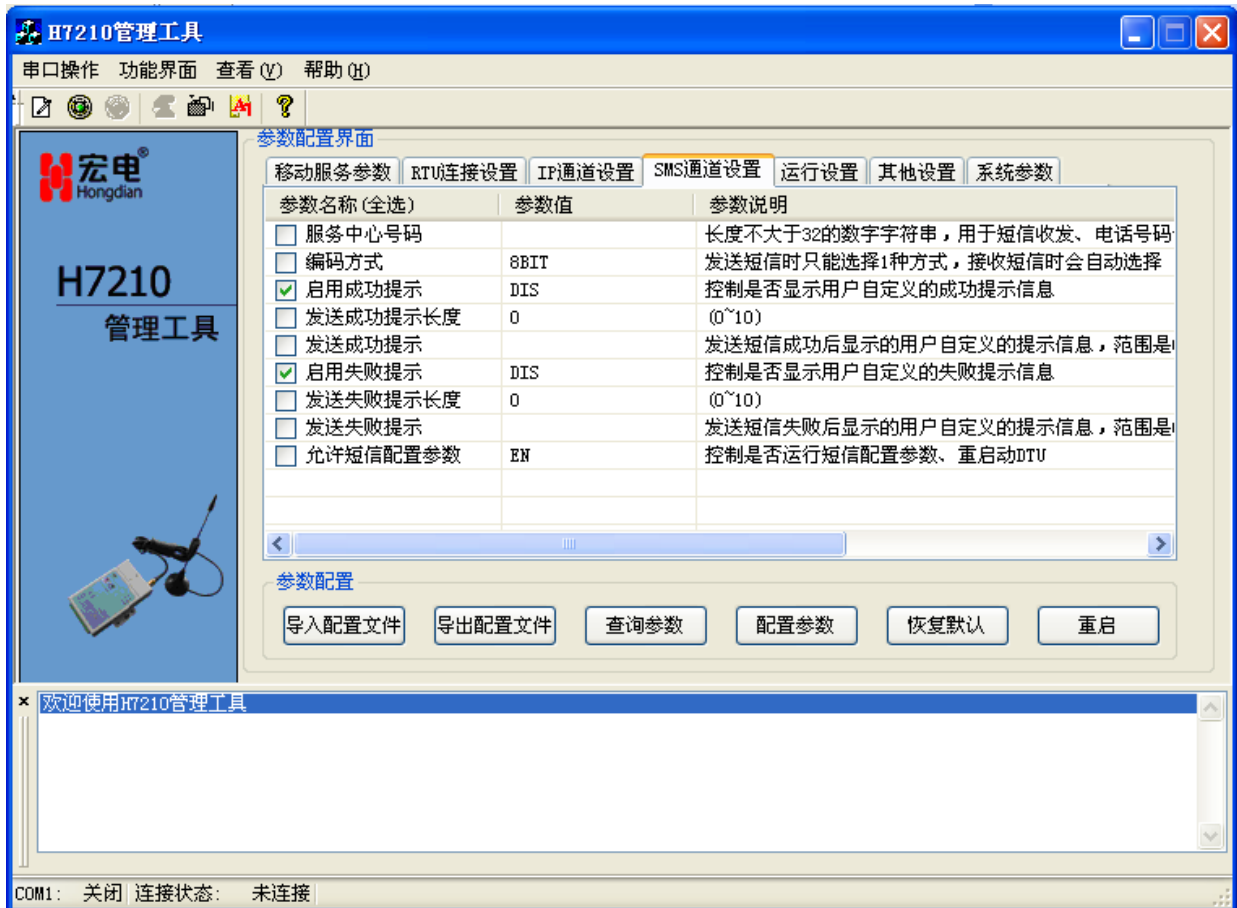 H7210管理工具
串口操作 功能界面 查看(V) 帮助(H)
宏电®
Hongdian
H7210
管理工具
参数配置界面
移动服务参数 RTU连接设置 IP通道设置 SMS通道设置 运行设置 其他设置 系统参数
参数名称(全选) 参数值 参数说明
服务中心号码 长度不大于32的数字字符串，用于短信收发、电话号码
编码方式 8BIT 发送短信时只能选择1种方式，接收短信时会自动选择
启用成功提示 DIS 控制是否显示用户自定义的成功提示信息
发送成功提示长度 0 (0~10)
发送成功提示 发送短信成功后显示的用户自定义的提示信息，范围是
启用失败提示 DIS 控制是否显示用户自定义的失败提示信息
发送失败提示长度 0 (0~10)
发送失败提示 发送短信失败后显示的用户自定义的提示信息，范围是
允许短信配置参数 EN 控制是否运行短信配置参数、重启动DTU
参数配置
导入配置文件 导出配置文件 查询参数 配置参数 恢复默认 重启
欢迎使用H7210管理工具
COM1: 关闭 连接状态: 未连接